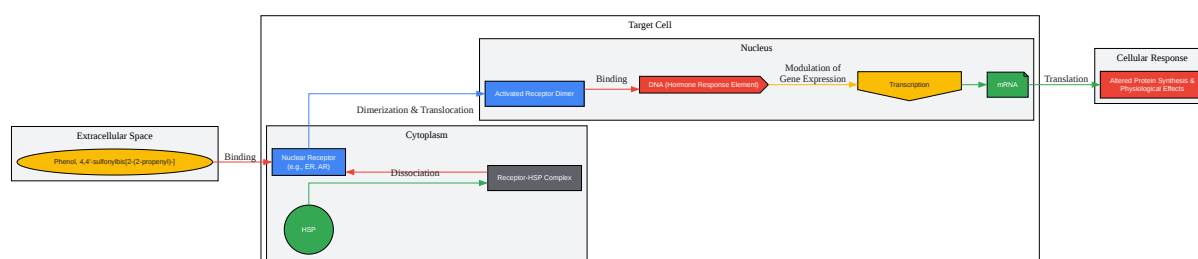 Target Cell
Nucleus
Cellular Response
Activated Receptor Dimer
Binding
DNA (Hormone Response Element)
Modulation of
Gene Expression
Transcription
mRNA
Translation
Altered Protein Synthesis &
Physiological Effects
Dimerization & Translocation
Extracellular Space
Phenol, 4,4'-sulfonylbis[2-(2-propenyl)-]
Binding
Cytoplasm
Nuclear Receptor
(e.g., ER, AR)
Dissociation
Receptor-HSP Complex
HSP